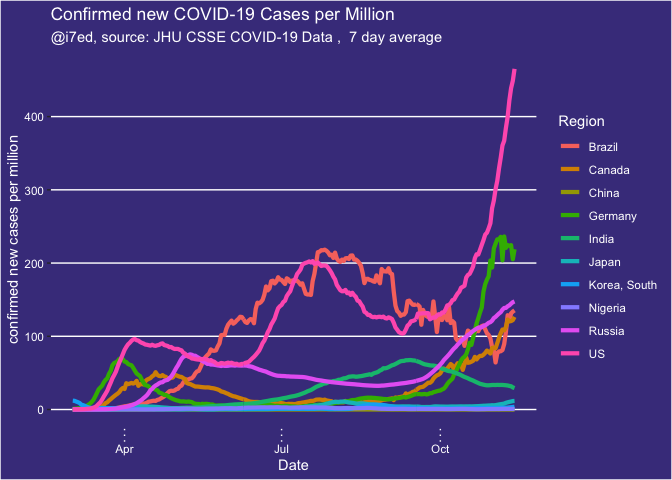 Confirmed new COVID-19 Cases per Million
@i7ed, source: JHU CSSE COVID-19 Data ,  7 day average
confirmed new cases per million
400
300
200
100
0
Apr
Jul
Oct
Date
Region
Brazil
Canada
China
Germany
India
Japan
Korea, South
Nigeria
Russia
US